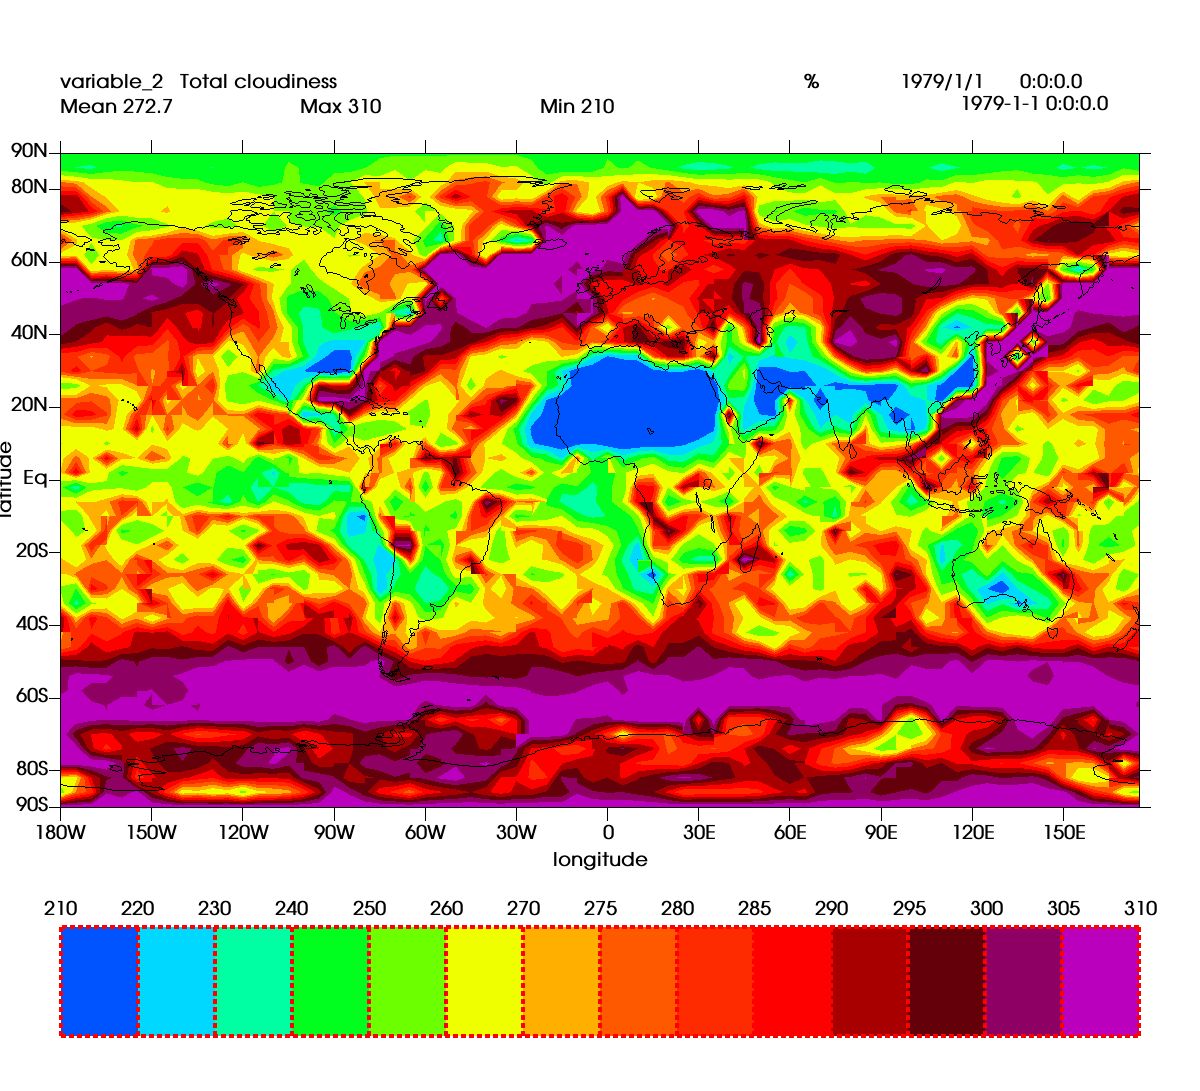 variable_2 Total cloudiness % 1979/1/1 0:0:0.0
Mean 272.7 Max 310 Min 210 1979-1-1 0:0:0.0
90N
80N
60N
40N
20N
Eq
20S
40S
60S
80S
90S
latitude
180W 150W 120W 90W 60W 30W 0 30E 60E 90E 120E 150E
longitude
210 220 230 240 250 260 270 275 280 285 290 295 300 305 310